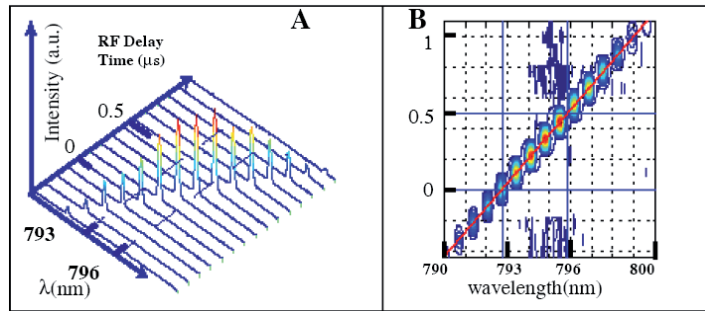 A
RF Delay
Time (µs)
Intensity (a.u.)
0.5
0
793
796
λ(nm)
B
1
0.5
0
790
793
796
800
wavelength(nm)